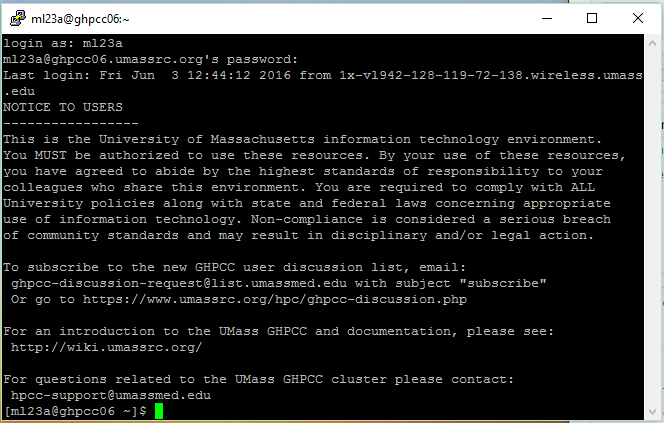 ml23a@ghpcc06:~
login as: ml23a
ml23a@ghpcc06.umassrc.org's password:
Last login: Fri Jun  3 12:44:12 2016 from 1x-vl942-128-119-72-138.wireless.umass
.edu
NOTICE TO USERS
-----------------
This is the University of Massachusetts information technology environment.
You MUST be authorized to use these resources. By your use of these resources,
you have agreed to abide by the highest standards of responsibility to your
colleagues who share this environment. You are required to comply with ALL
University policies along with state and federal laws concerning appropriate
use of information technology. Non-compliance is considered a serious breach
of community standards and may result in disciplinary and/or legal action.
To subscribe to the new GHPCC user discussion list, email:
ghpcc-discussion-request@list.umassmed.edu with subject "subscribe"
Or go to https://www.umassrc.org/hpc/ghpcc-discussion.php
For an introduction to the UMass GHPCC and documentation, please see:
http://wiki.umassrc.org/
For questions related to the UMass GHPCC cluster please contact:
hpcc-support@umassmed.edu
[ml23a@ghpcc06 ~]$